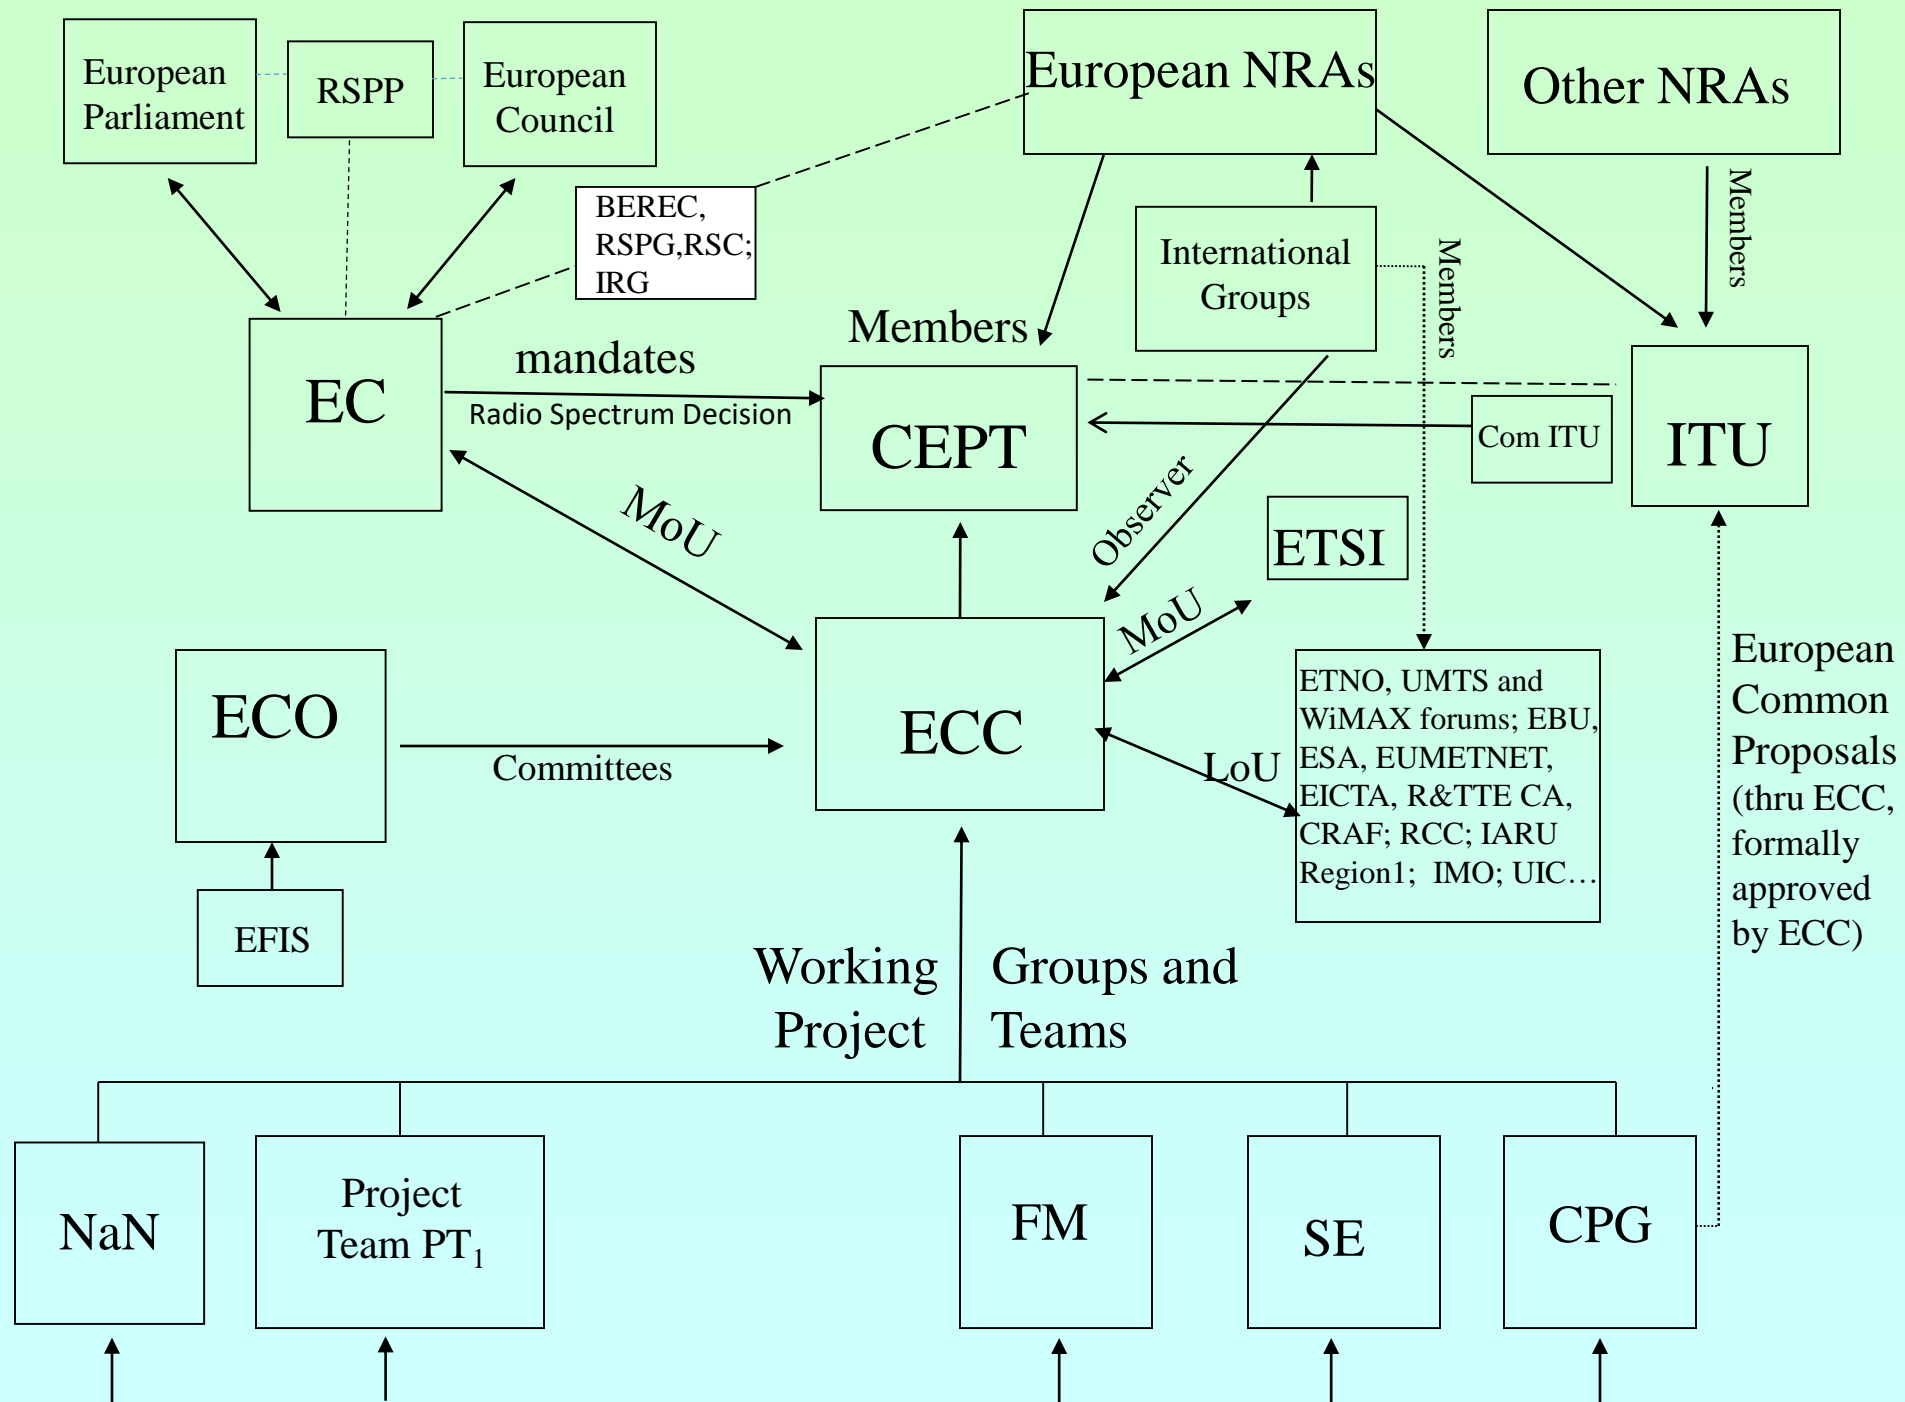 European
Parliament
RSPP
European
Council
European NRAs
Other NRAs
BEREC,
RSPG,RSC;
IRG
International
Groups
Members
Members
Members
EC
mandates
Radio Spectrum Decision
CEPT
Com ITU
ITU
MoU
Observer
ETSI
MoU
ECO
Committees
ECC
LoU
ETNO, UMTS and
WiMAX forums; EBU,
ESA, EUMETNET,
EICTA, R&TTE CA,
CRAF; RCC; IARU
Region1; IMO; UIC…
European
Common
Proposals
(thru ECC,
formally
approved
by ECC)
EFIS
Working Groups and
Project Teams
NaN
Project
Team PT₁
FM
SE
CPG